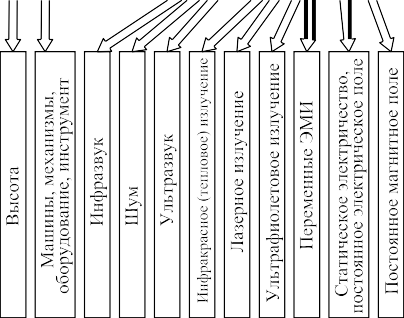 Высота
Машины, механизмы,
оборудование, инструмент
Инфразвук
Шум
Ультразвук
Инфракрасное (тепловое) излучение
Лазерное излучение
Ультрафиолетовое излучение
Переменные ЭМИ
Статическое электричество,
постоянное электрическое поле
Постоянное магнитное поле